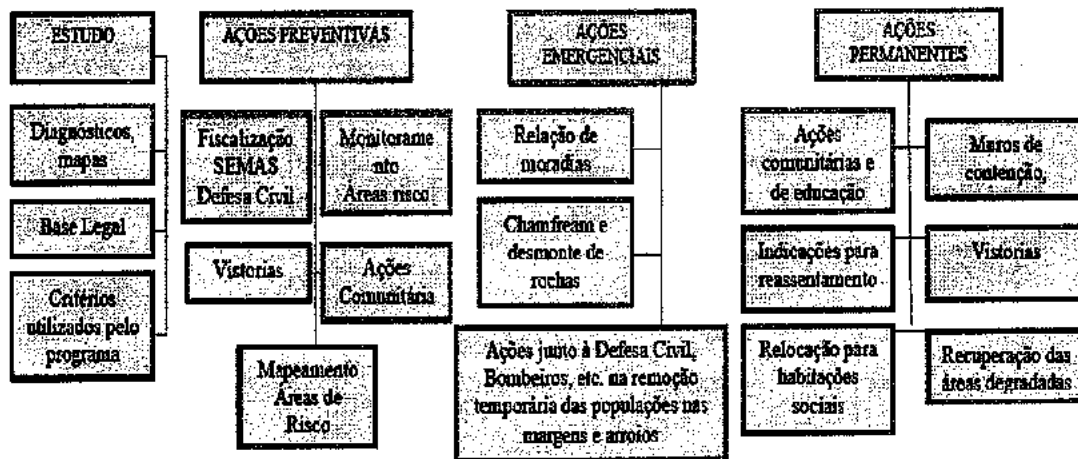 ESTUDO
Diagnósticos,
mapas
Base Legal
Critérios
utilizados pelo
programa
AÇOES PREVENTIVAS
Fiscalização
SEMAS
Defesa Civil
Monitorame
nto
Áreas risco
Vistorias
Ações
Comunitária
Mapeamento
Áreas de
Risco
AÇÕES
EMERGENCIAIS
Relação de
moradias
Chamfream e
desmonte de
rochas
Ações junto à Defesa Civil,
Bombeiros, etc. na remoção
temporária das populações nas
margens e arroios
AÇÕES
PERMANENTES
Ações
comunitárias e
de educação
Muros de
contenção,
Indicações para
reassentamento
Vistorias
Relocação para
habitações
sociais
Recuperação das
áreas degradadas